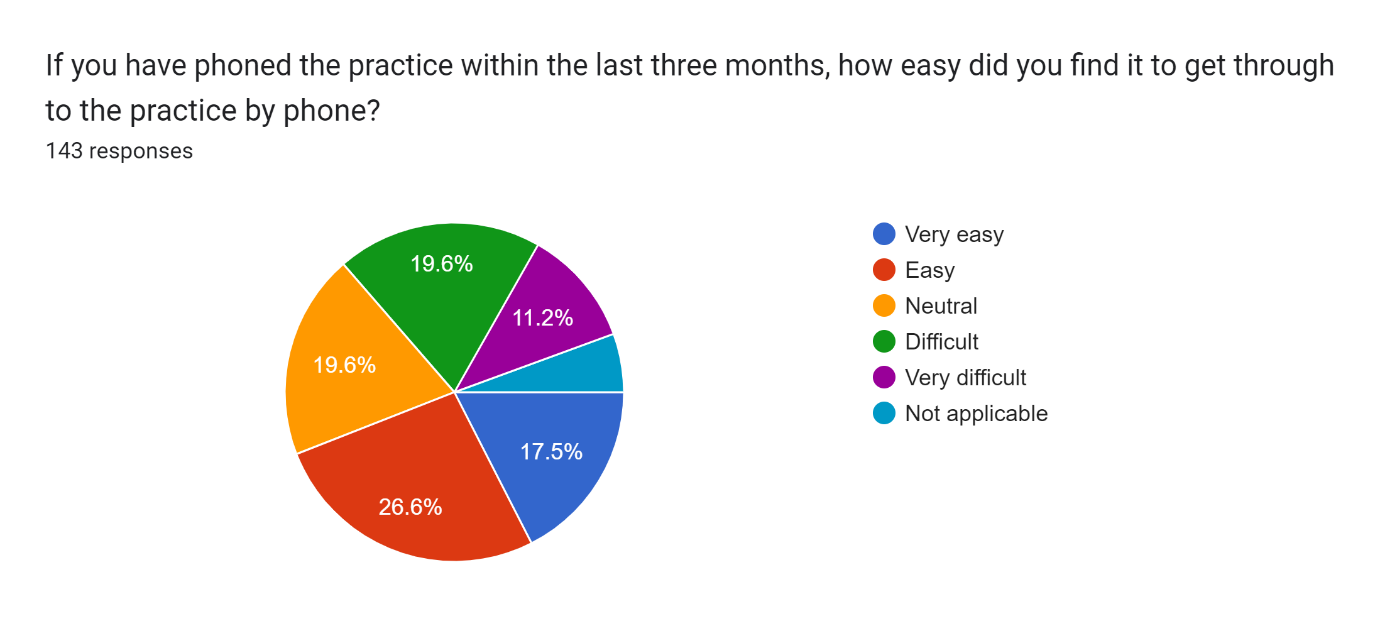 If you have phoned the practice within the last three months, how easy did you find it to get through
to the practice by phone?
143 responses
Very easy
Easy
Neutral
Difficult
Very difficult
Not applicable
19.6%
11.2%
19.6%
17.5%
26.6%